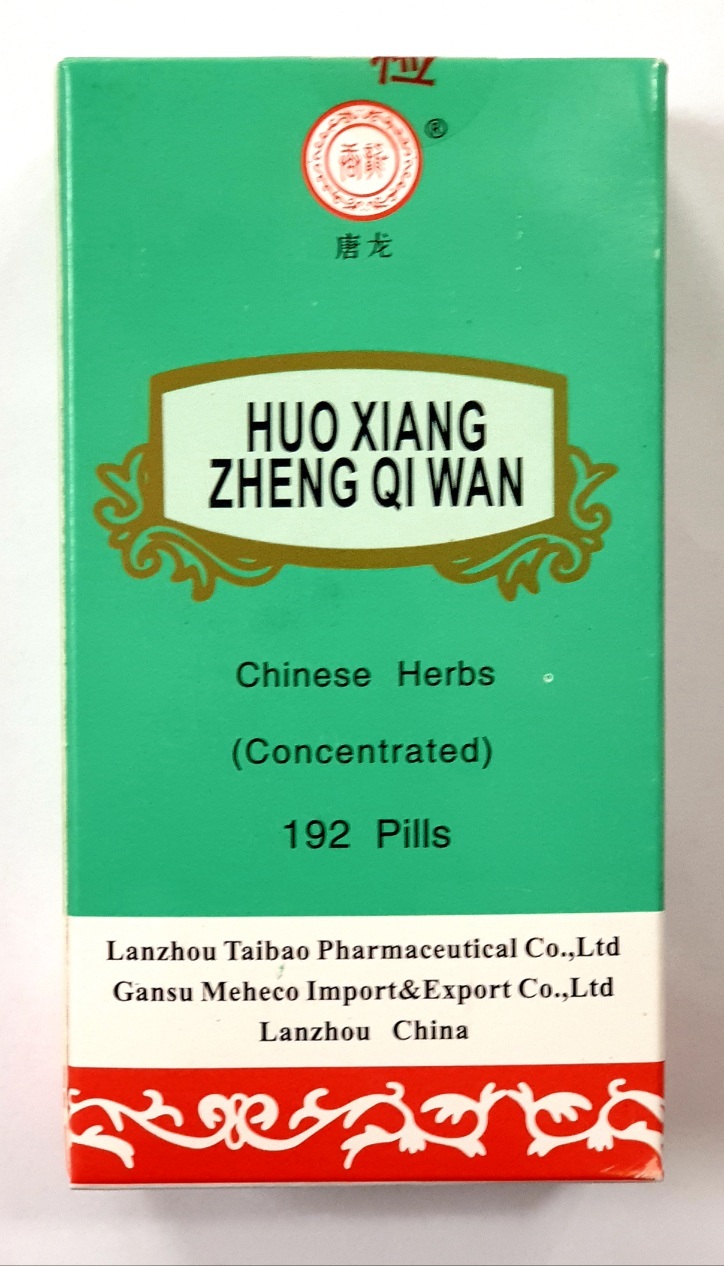 ®
唐龙
HUO XIANG
ZHENG QI WAN
Chinese Herbs
(Concentrated)
192 Pills
Lanzhou Taibao Pharmaceutical Co.,Ltd
Gansu Meheco Import&Export Co.,Ltd
Lanzhou China